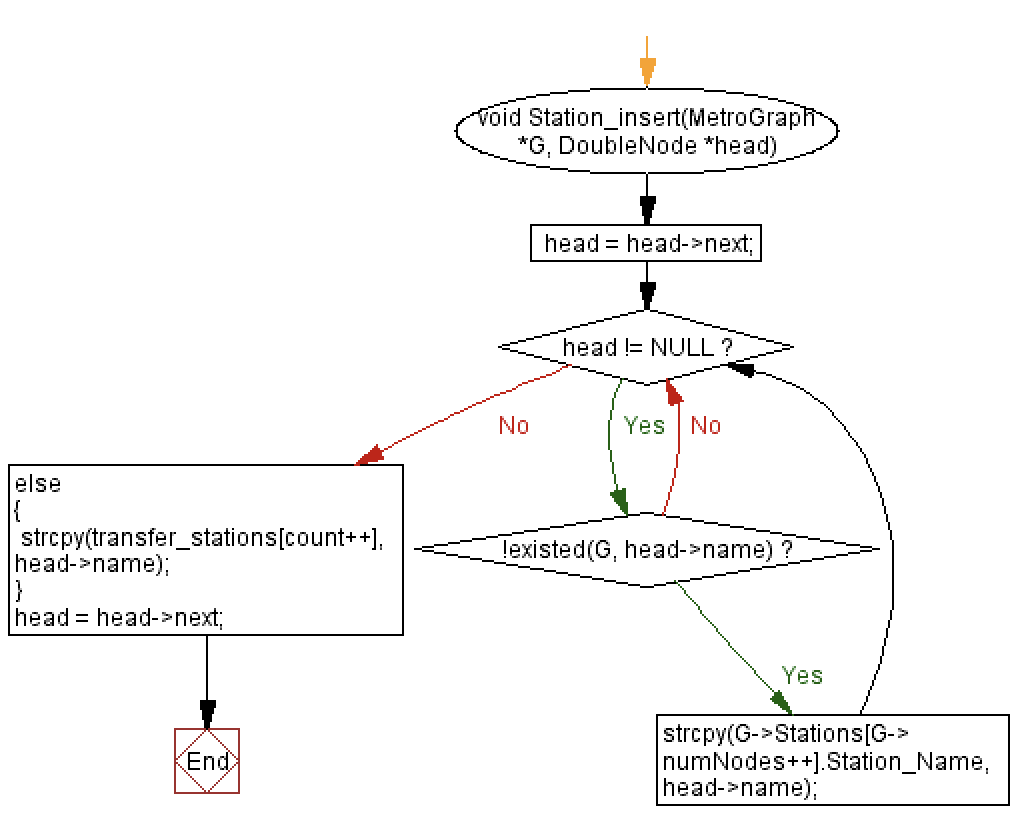 void Station_insert(MetroGraph
*G, DoubleNode *head)
head = head->next;
head != NULL ?
No
Yes
No
else
{
strcpy(transfer_stations[count++],
head->name);
}
head = head->next;
!existed(G, head->name) ?
Yes
strcpy(G->Stations[G->
numNodes++].Station_Name,
head->name);
End